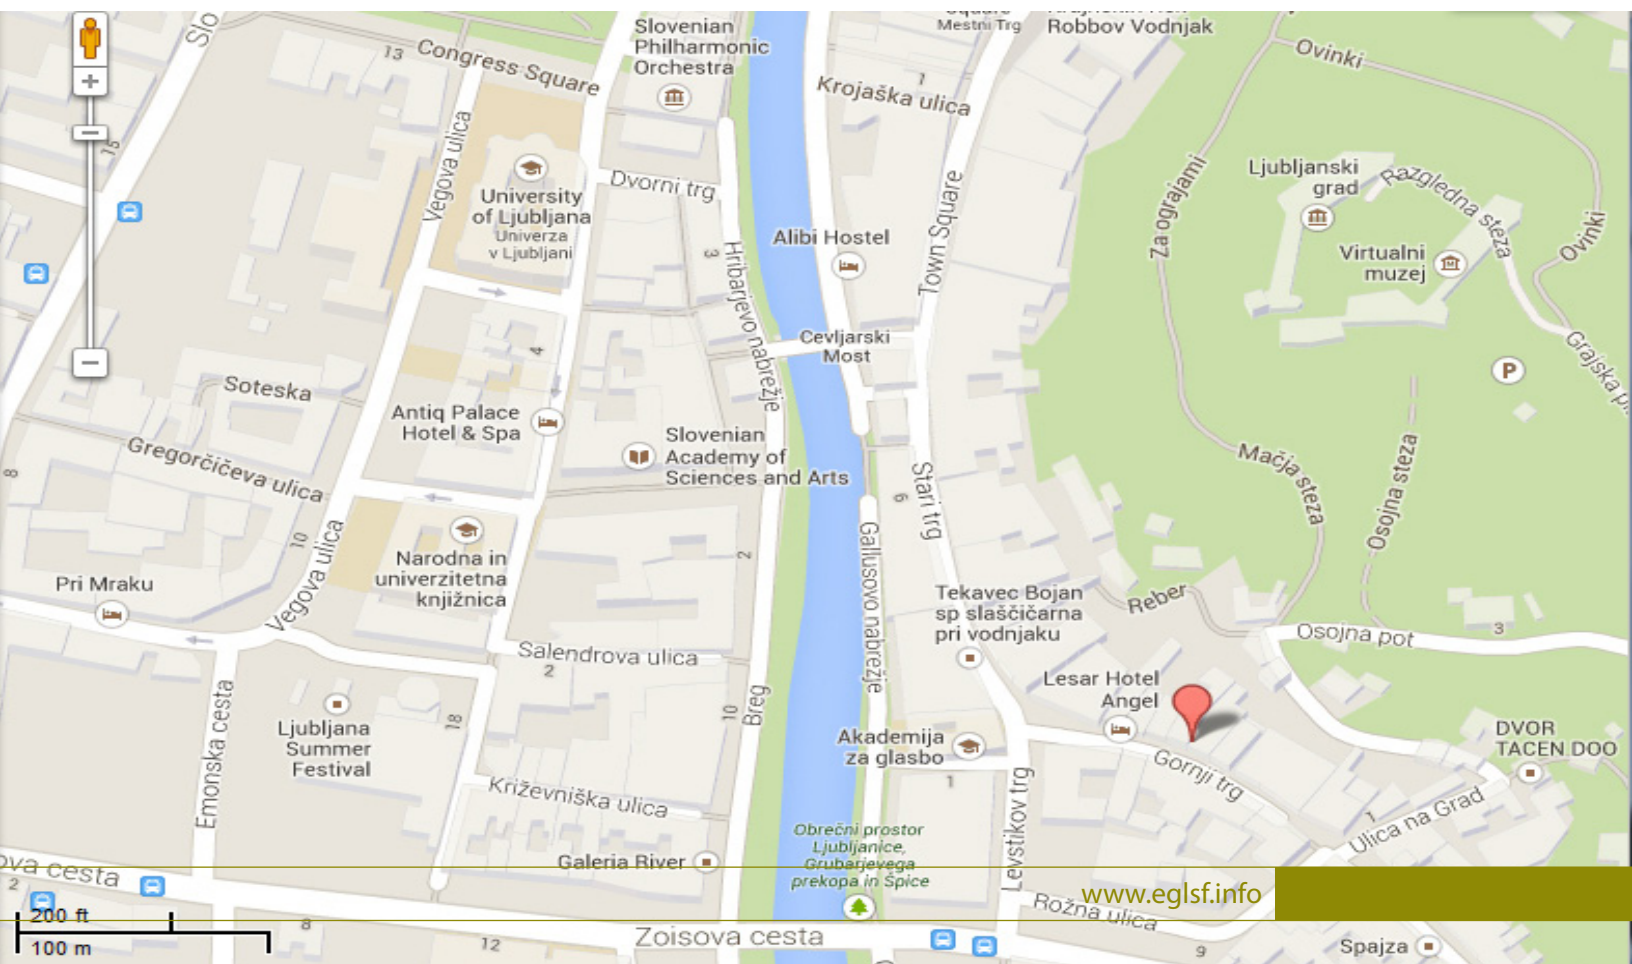 Slo
13
Congress Square
Slovenian
Philharmonic
Orchestra
Mestni Trg
Robbov Vodnjak
Ovinki
1
Krojaška ulica
15
Vegova ulica
University
of Ljubljana
Univerza
v Ljubljani
Dvorni trg
3
Hribarjevo nabrežje
Alibi Hostel
Town Square
Za ograjami
Ljubljanski
grad
Razgledna steza
Virtualni
muzej
Ovinki
Cevljarski
Most
4
Soteska
Antiq Palace
Hotel & Spa
Slovenian
Academy of
Sciences and Arts
P
Grajska
Gregorčičeva ulica
8
10
Vegova ulica
Narodna in
univerzitetna
knjižnica
2
6
Stari trg
Gallusovo nabrežje
Mačja steza
Osojna steza
Pri Mraku
Tekavec Bojan
sp slaščičarna
pri vodnjaku
Reber
Osojna pot
3
Salendrova ulica
2
Lesar Hotel
Angel
Emonska cesta
Ljubljana
Summer
Festival
18
10
Breg
Akademija
za glasbo
1
Gornji trg
DVOR
TACEN DOO
Križevniška ulica
Levstikov trg
1
Ulica na Grad
Galeria River
Obrečni prostor
Ljubljanice,
Grubarjevega
prekopa in Špice
ova cesta
2
www.eglsf.info
Rožna ulica
200 ft
100 m
8
12
Zoisova cesta
9
Spajza